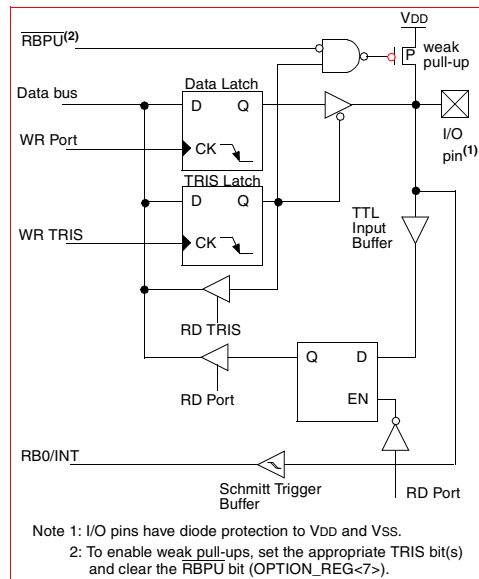 VDD
RBPU(2)
P
weak
pull-up
Data Latch
Data bus
D Q
I/O
pin(1)
WR Port
CK
TRIS Latch
D Q
TTL
Input
Buffer
WR TRIS
CK
RD TRIS
Q D
RD Port
EN
RB0/INT
Schmitt Trigger
Buffer
RD Port
Note 1: I/O pins have diode protection to VDD and VSS.
2: To enable weak pull-ups, set the appropriate TRIS bit(s)
and clear the RBPU bit (OPTION_REG<7>).